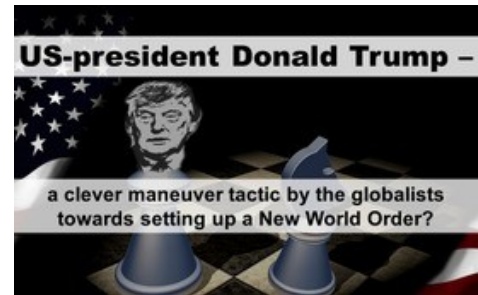 US-president Donald Trump –
a clever maneuver tactic by the globalists
towards setting up a New World Order?